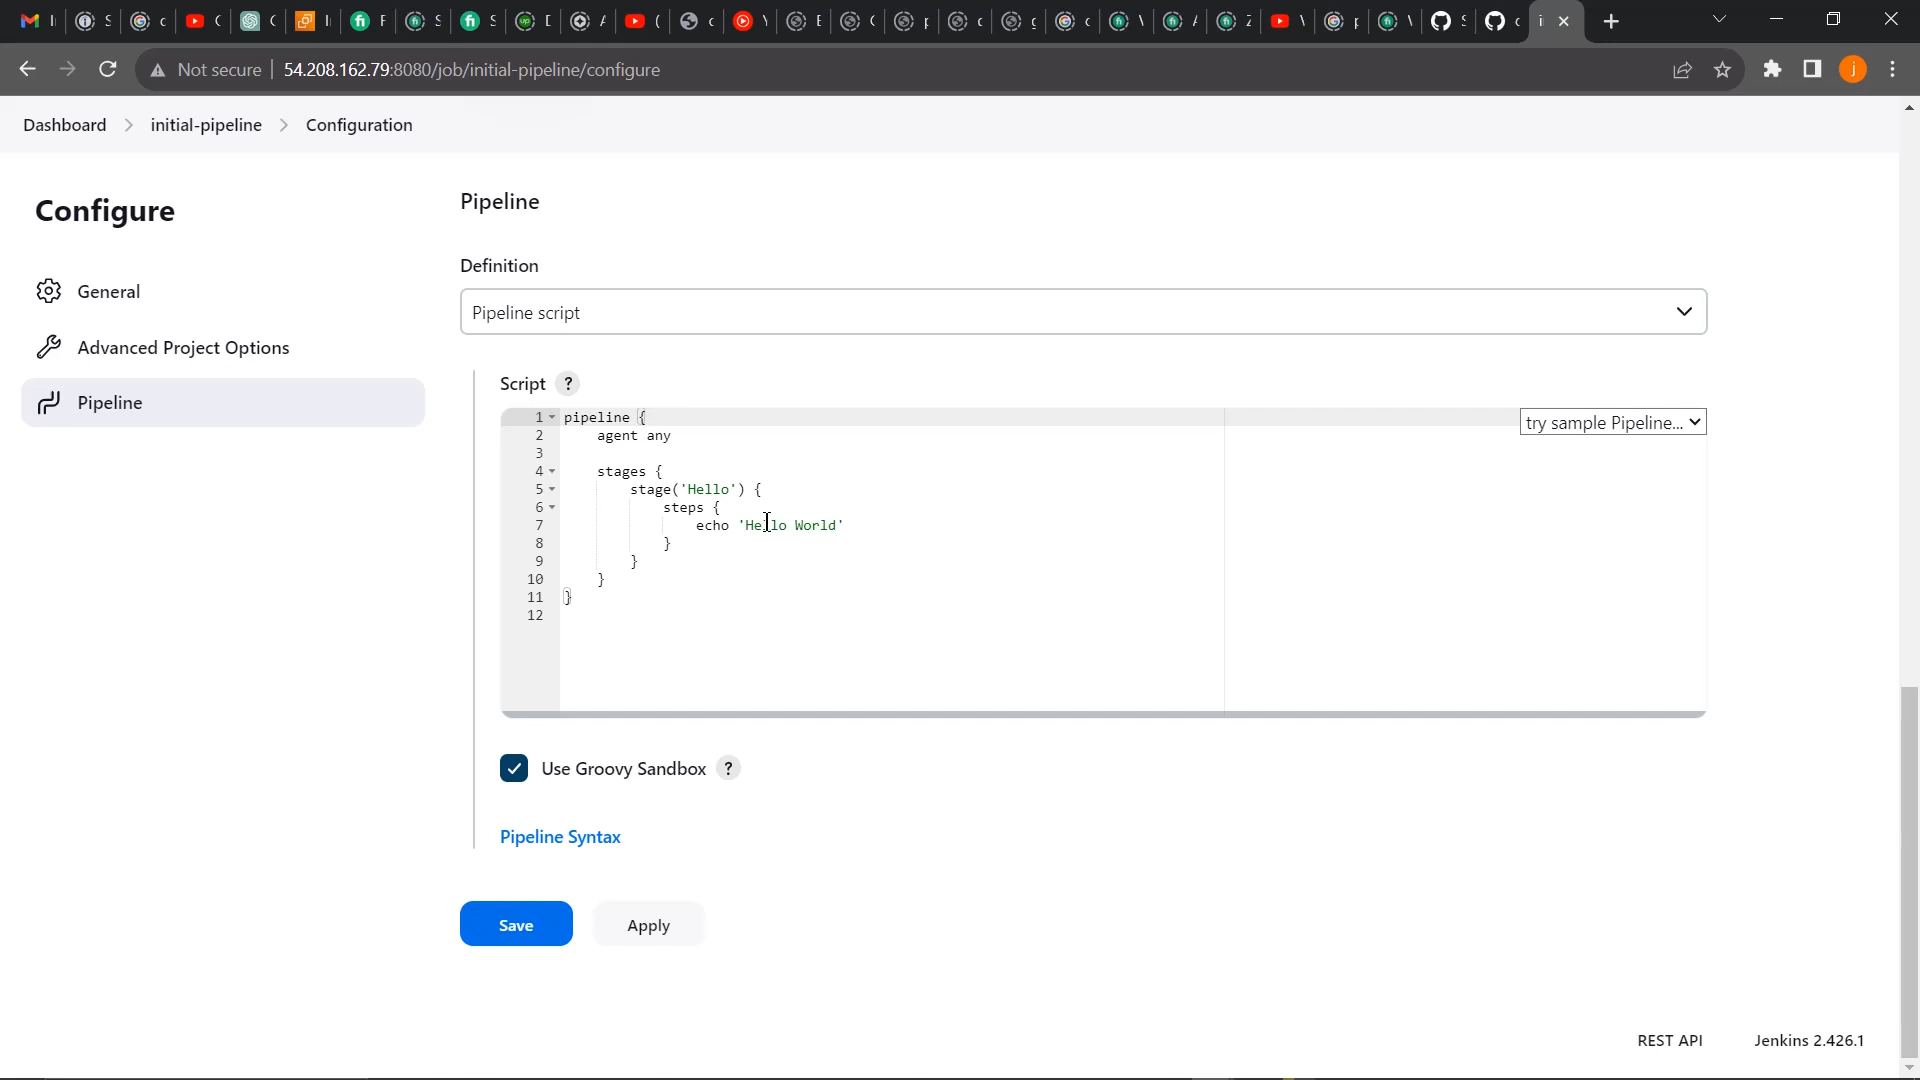 Not secure
54.208.162.79:8080/job/initial-pipeline/configure
j
Dashboard > initial-pipeline > Configuration
Configure
General
Advanced Project Options
Pipeline
Pipeline
Definition
Pipeline script
Script ?
try sample Pipeline...
1 pipeline {
2     agent any
3
4     stages {
5         stage('Hello') {
6             steps {
7                 echo 'Hello World'
8             }
9         }
10     }
11 }
12
Use Groovy Sandbox ?
Pipeline Syntax
Save
Apply
REST API
Jenkins 2.426.1